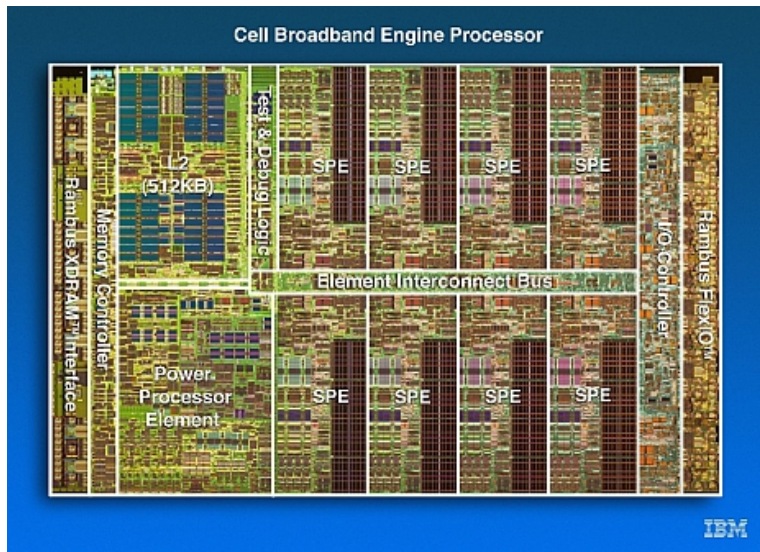 Cell Broadband Engine Processor
Rambus XDRAM™ Interface
Memory Controller
L2
(512KB)
Test & Debug Logic
SPE
SPE
SPE
SPE
I/O Controller
Rambus FlexIO™
Element Interconnect Bus
Power
Processor
Element
SPE
SPE
SPE
SPE
IBM